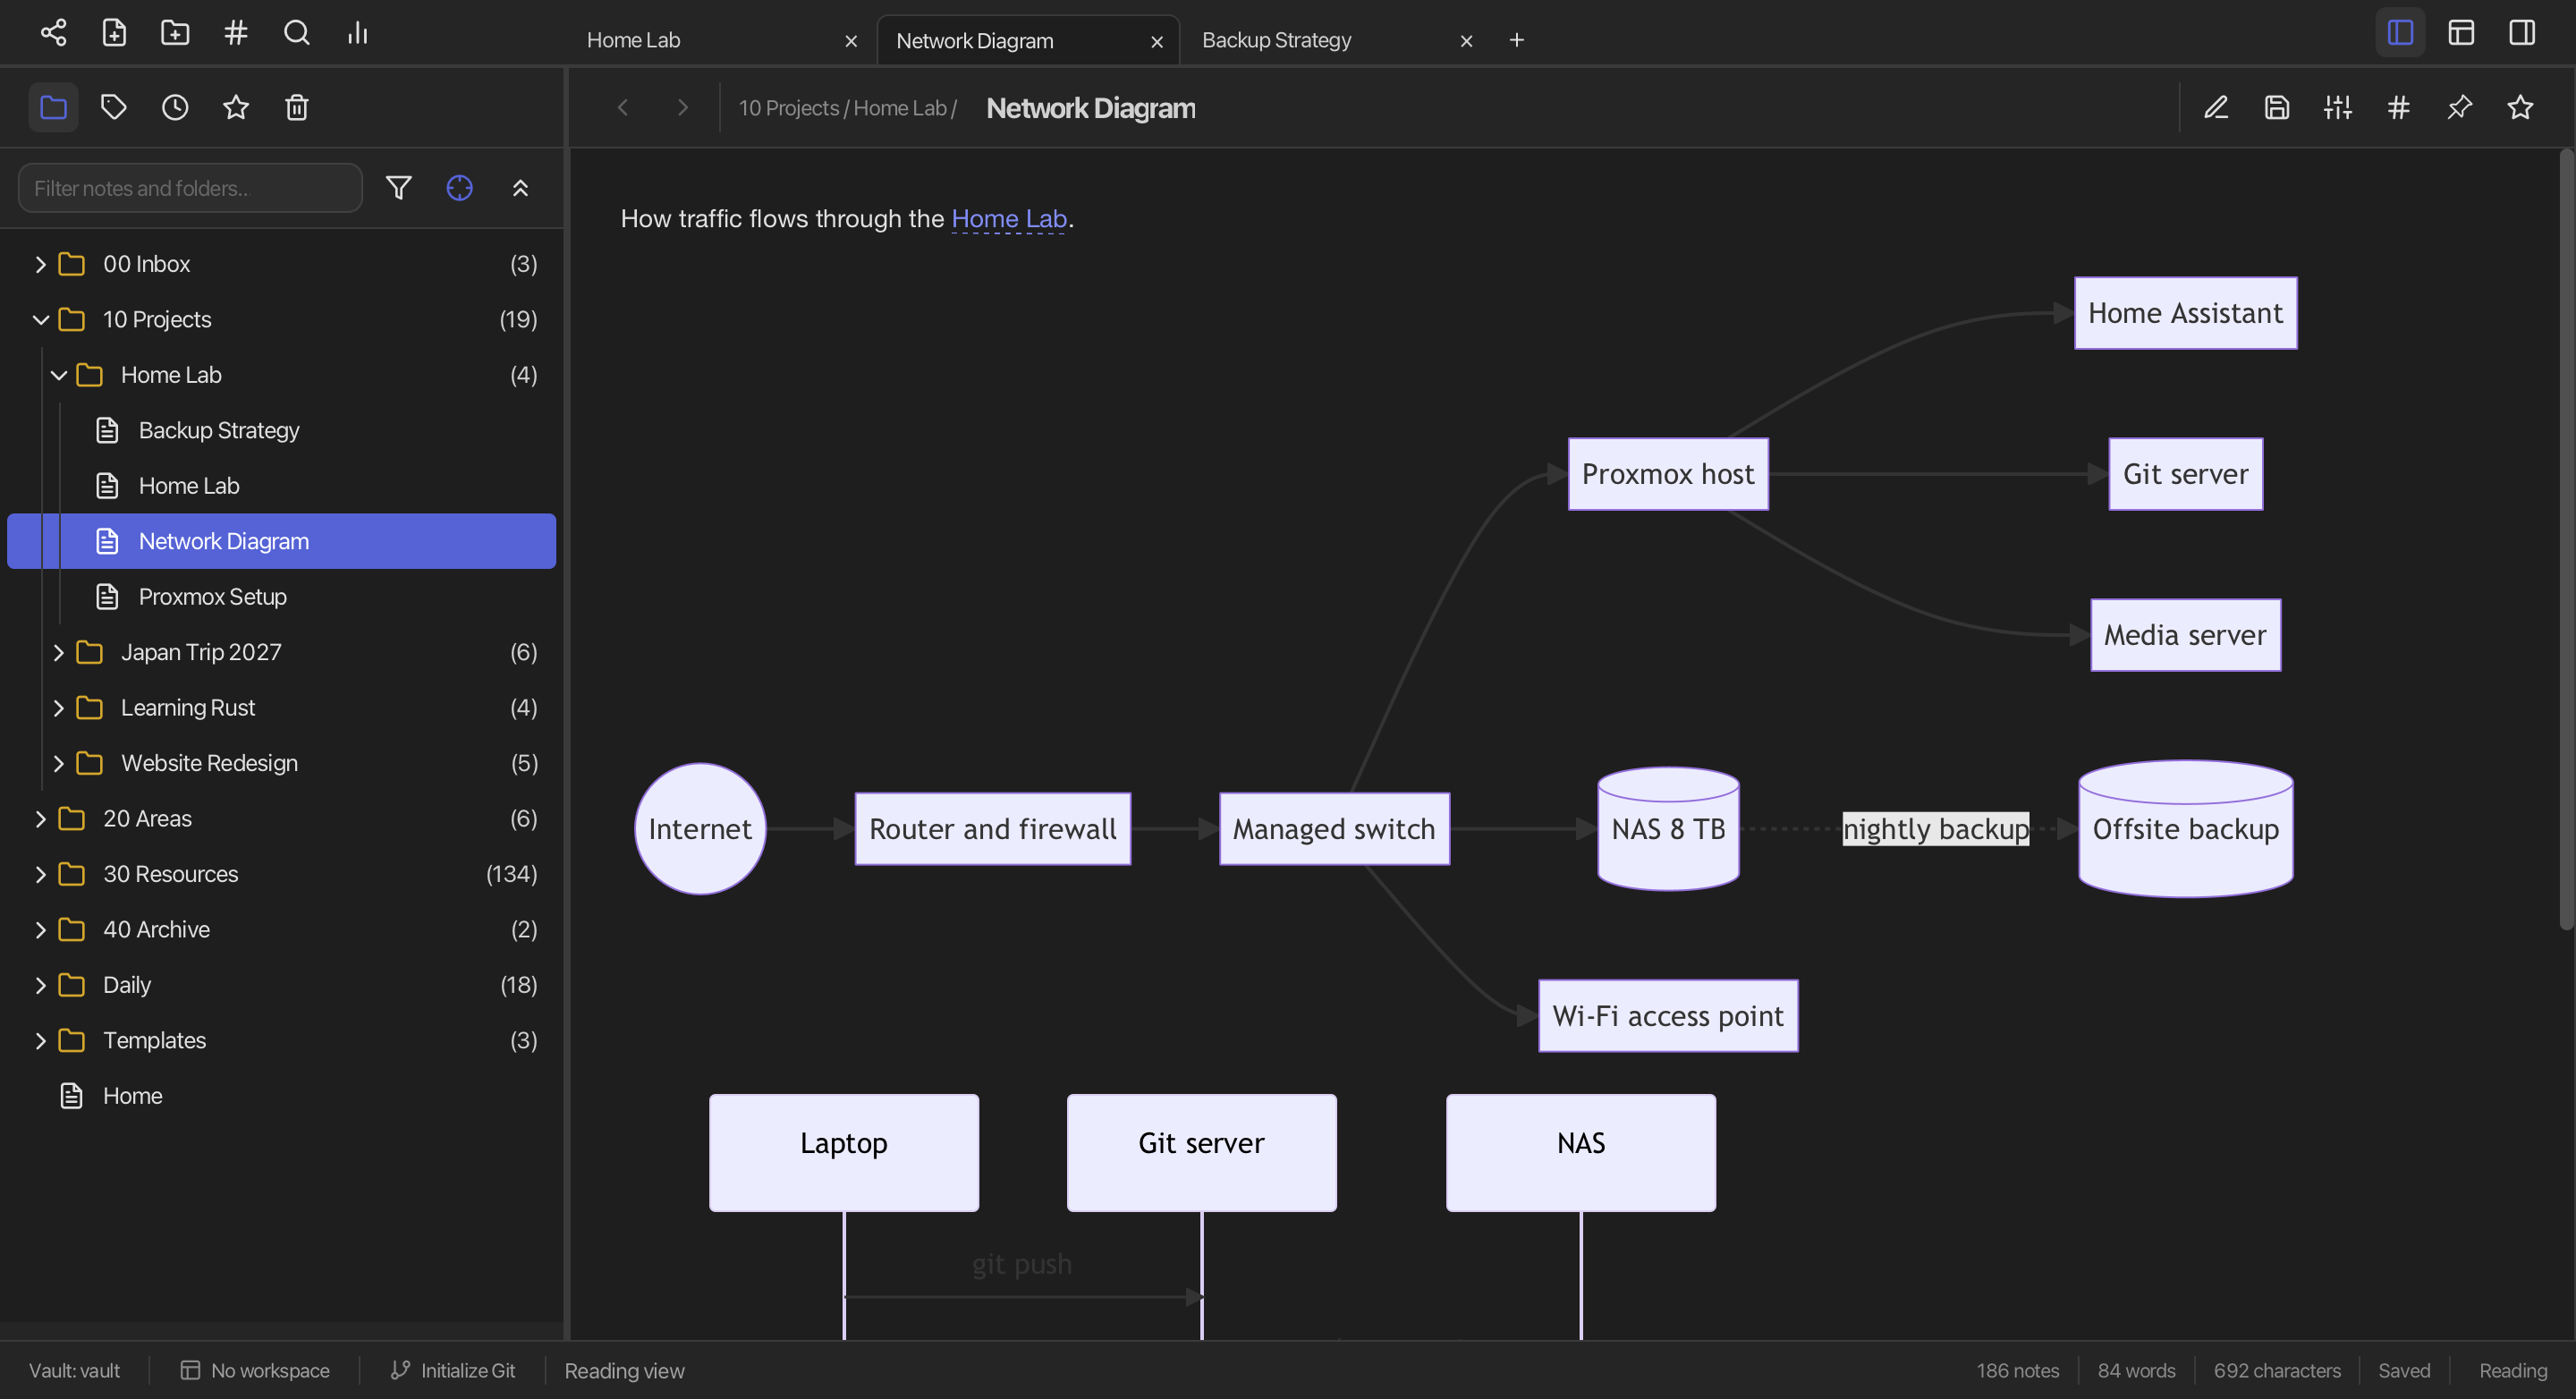 Home Lab
Network Diagram
Backup Strategy
10 Projects / Home Lab /
Network Diagram
Filter notes and folders...
00 Inbox (3)
10 Projects (19)
Home Lab (4)
Backup Strategy
Home Lab
Network Diagram
Proxmox Setup
Japan Trip 2027 (6)
Learning Rust (4)
Website Redesign (5)
20 Areas (6)
30 Resources (134)
40 Archive (2)
Daily (18)
Templates (3)
Home
How traffic flows through the Home Lab.
Home Assistant
Proxmox host
Git server
Media server
Internet
Router and firewall
Managed switch
NAS 8 TB
nightly backup
Offsite backup
Wi-Fi access point
Laptop
Git server
NAS
git push
Vault: vault
No workspace
Initialize Git
Reading view
186 notes
84 words
692 characters
Saved
Reading